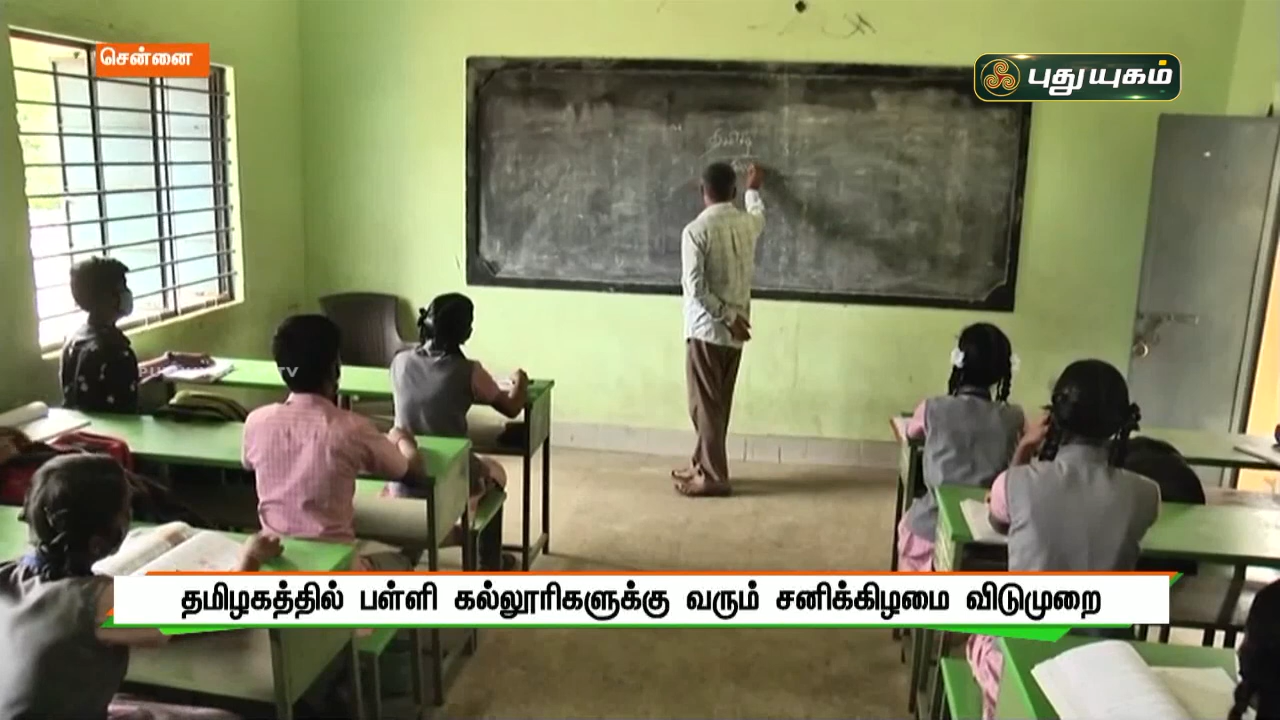 சென்னை
புதுயுகம்
தமிழகத்தில் பள்ளி கல்லூரிகளுக்கு வரும் சனிக்கிழமை விடுமுறை